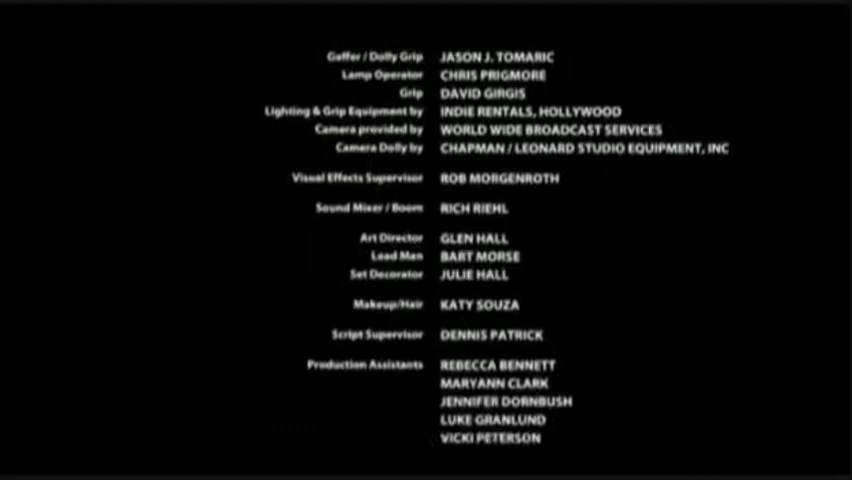 Gaffer / Dolly Grip JASON J. TOMARIC
Lamp Operator CHRIS PRIGMORE
Grip DAVID GIRGIS
Lighting & Grip Equipment by INDIE RENTALS, HOLLYWOOD
Camera provided by WORLD WIDE BROADCAST SERVICES
Camera Dolly by CHAPMAN / LEONARD STUDIO EQUIPMENT, INC
Visual Effects Supervisor ROB MORGENROTH
Sound Mixer / Boom RICH RIEHL
Art Director GLEN HALL
Lead Man BART MORSE
Set Decorator JULIE HALL
Makeup/Hair KATY SOUZA
Script Supervisor DENNIS PATRICK
Production Assistants REBECCA BENNETT
MARYANN CLARK
JENNIFER DORNBUSH
LUKE GRANLUND
VICKI PETERSON